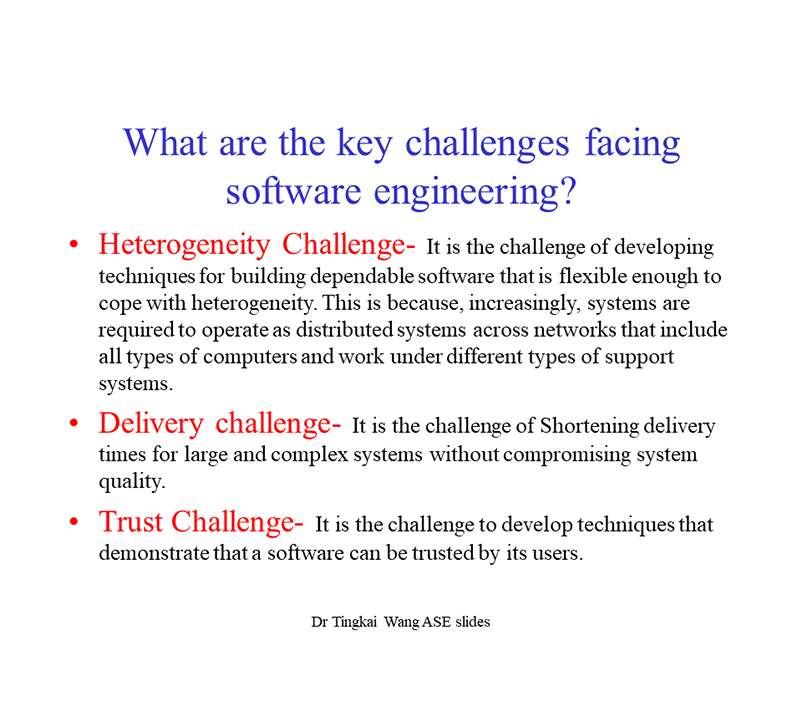 What are the key challenges facing
software engineering?
• Heterogeneity Challenge- It is the challenge of developing
techniques for building dependable software that is flexible enough to
cope with heterogeneity. This is because, increasingly, systems are
required to operate as distributed systems across networks that include
all types of computers and work under different types of support
systems.
• Delivery challenge- It is the challenge of Shortening delivery
times for large and complex systems without compromising system
quality.
• Trust Challenge- It is the challenge to develop techniques that
demonstrate that a software can be trusted by its users.
Dr Tingkai Wang ASE slides